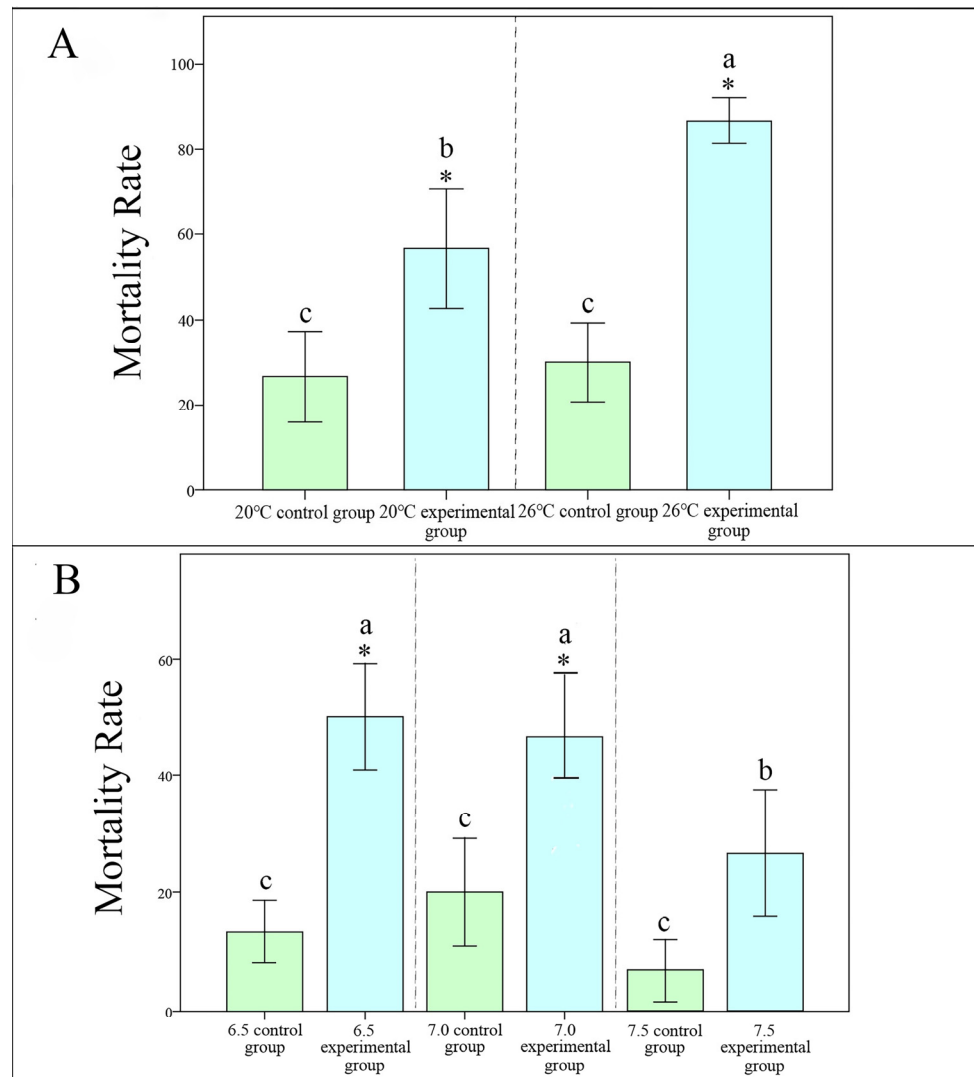 A
Mortality Rate
100
80
60
40
20
0
c
b
*
c
a
*
20°C control group
20°C experimental
group
26°C control group
26°C experimental
group
B
Mortality Rate
60
40
20
0
c
a
*
c
a
*
c
b
6.5 control
group
6.5
experimental
group
7.0 control
group
7.0
experimental
group
7.5 control
group
7.5
experimental
group